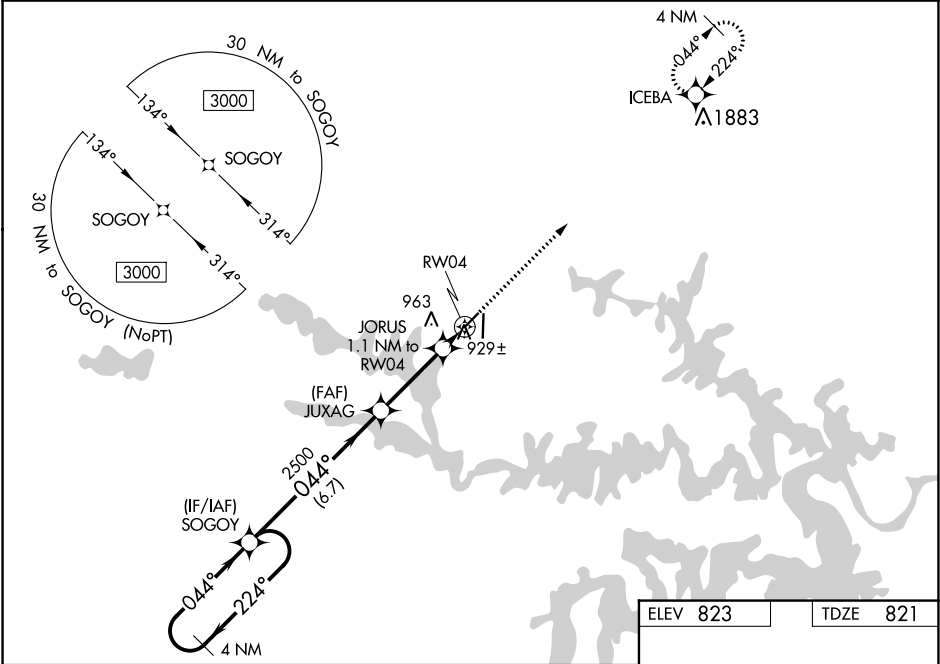 30 NM to SOGOY
3000
134°
SOGOY
314°
134°
SOGOY
314°
3000
30 NM to SOGOY (NoPT)
4 NM
044°
224°
ICEBA
1883
RW04
963
JORUS
1.1 NM to
RW04
929±
(FAF)
JUXAG
2500
044°
(6.7)
(IF/IAF)
SOGOY
044°
224°
4 NM
ELEV 823
TDZE 821